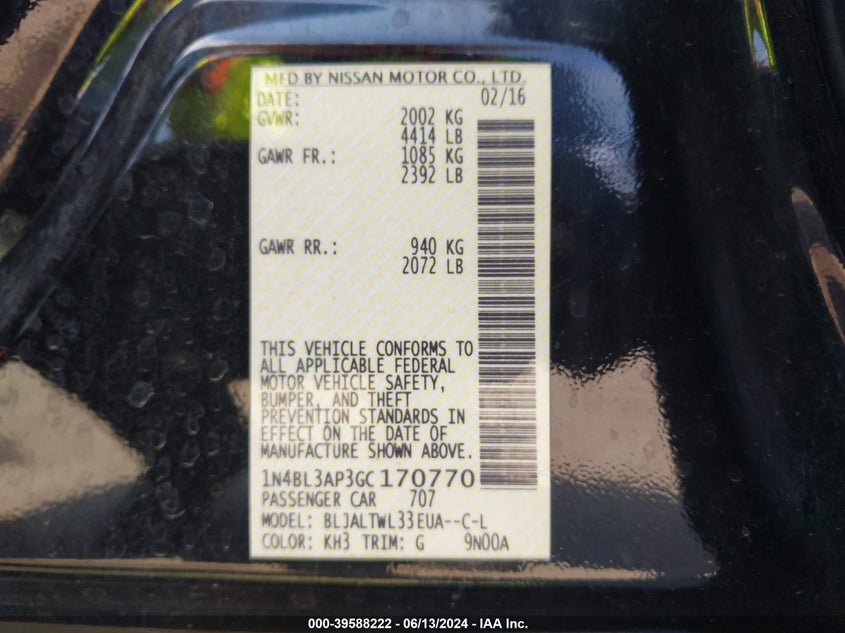 MFD BY NISSAN MOTOR CO., LTD.
DATE: 02/16
GVWR: 2002 KG
4414 LB
GAWR FR.: 1085 KG
2392 LB
GAWR RR.: 940 KG
2072 LB
THIS VEHICLE CONFORMS TO
ALL APPLICABLE FEDERAL
MOTOR VEHICLE SAFETY,
BUMPER, AND THEFT
PREVENTION STANDARDS IN
EFFECT ON THE DATE OF
MANUFACTURE SHOWN ABOVE.
1N4BL3AP3GC170770
PASSENGER CAR 707
MODEL: BLJALTWL33EUA--C-L
COLOR: KH3 TRIM: G 9N00A
000-39588222 - 06/13/2024 - IAA Inc.